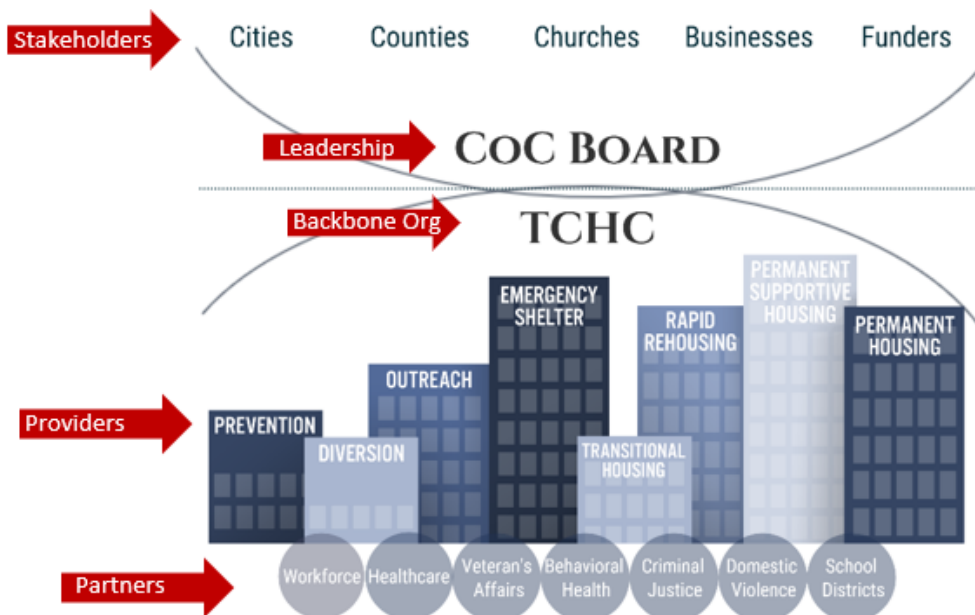 Stakeholders
Cities Counties Churches Businesses Funders
Leadership
CoC Board
Backbone Org
TCHC
Providers
PREVENTION
DIVERSION
OUTREACH
EMERGENCY
SHELTER
TRANSITIONAL
HOUSING
RAPID
REHOUSING
PERMANENT
SUPPORTIVE
HOUSING
PERMANENT
HOUSING
Partners
Workforce
Healthcare
Veteran's
Affairs
Behavioral
Health
Criminal
Justice
Domestic
Violence
School
Districts